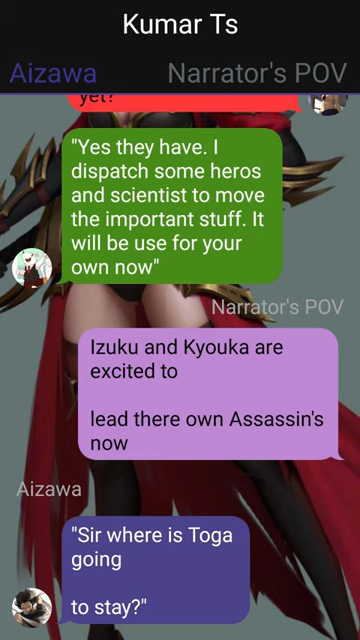 Kumar Ts
Aizawa
Narrator's POV
yet?
"Yes they have. I
dispatch some heros
and scientist to move
the important stuff. It
will be use for your
own now"
Narrator's POV
Izuku and Kyouka are
excited to
lead there own Assassin's
now
Aizawa
"Sir where is Toga
going
to stay?"